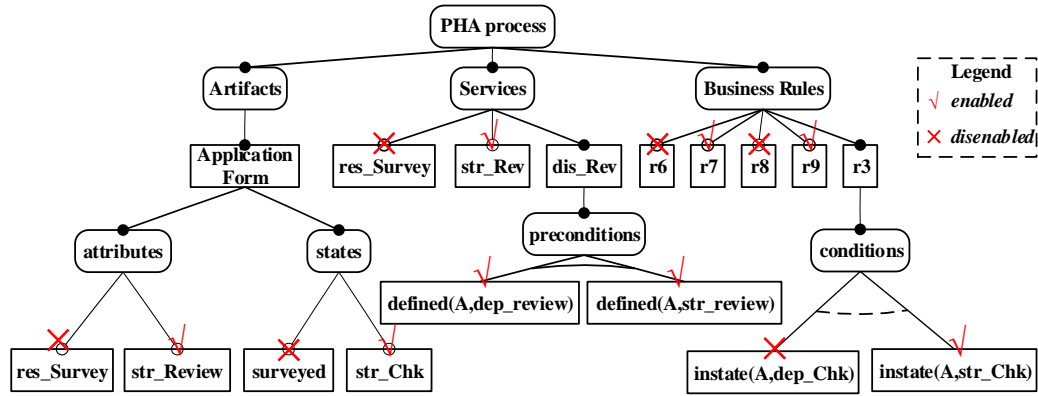 PHA process
Artifacts
Services
Business Rules
Legend
enabled
disenabled
Application
Form
res_Survey
str_Rev
dis_Rev
r6
r7
r8
r9
r3
attributes
states
preconditions
conditions
defined(A,dep_review)
defined(A,str_review)
res_Survey
str_Review
surveyed
str_Chk
instate(A,dep_Chk)
instate(A,str_Chk)